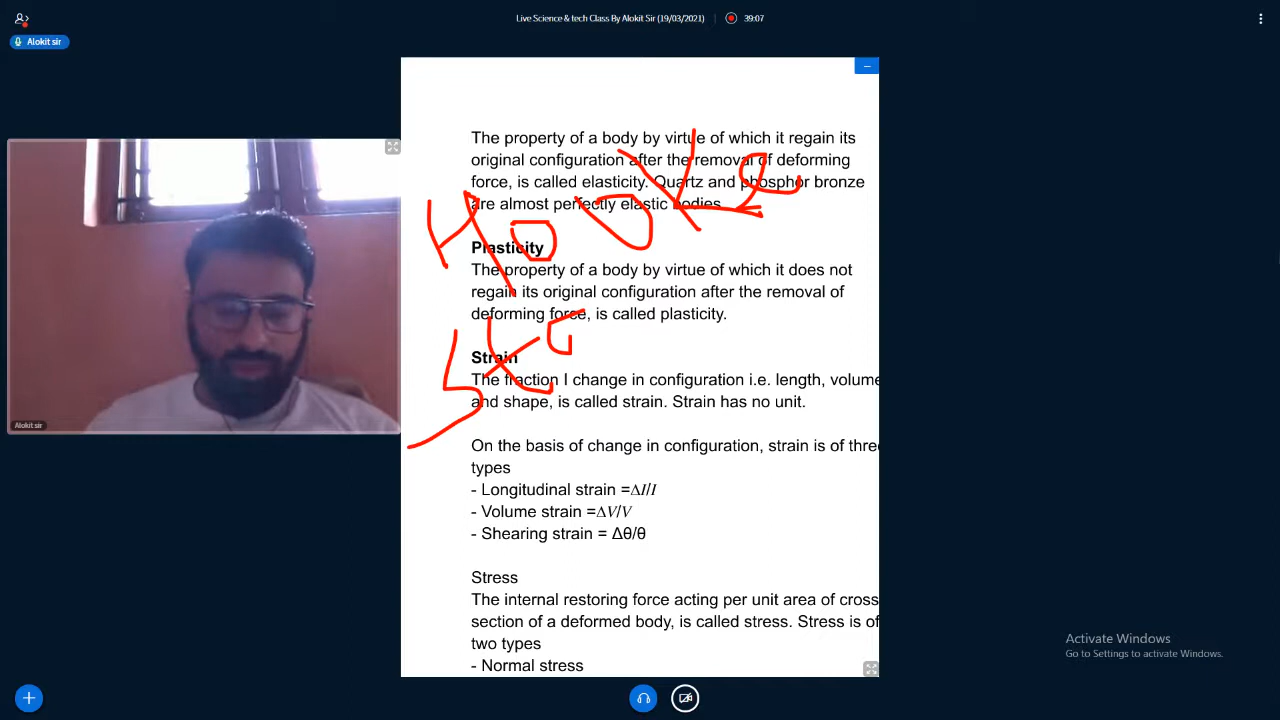 Live Science & tech Class By Alokit Sir (19/03/2021)
39:07
Alokit sir
The property of a body by virtue of which it regain its
original configuration after the removal of deforming
force, is called elasticity. Quartz and phosphor bronze
are almost perfectly elastic bodies.
Hooke
Plasticity
The property of a body by virtue of which it does not
regain its original configuration after the removal of
deforming force, is called plasticity.
Strain
The fraction I change in configuration i.e. length, volume
and shape, is called strain. Strain has no unit.
Alokit sir
On the basis of change in configuration, strain is of three
types
- Longitudinal strain =ΔI/I
- Volume strain =ΔV/V
- Shearing strain = Δθ/θ
Stress
The internal restoring force acting per unit area of cross
section of a deformed body, is called stress. Stress is of
two types
- Normal stress
Activate Windows
Go to Settings to activate Windows.